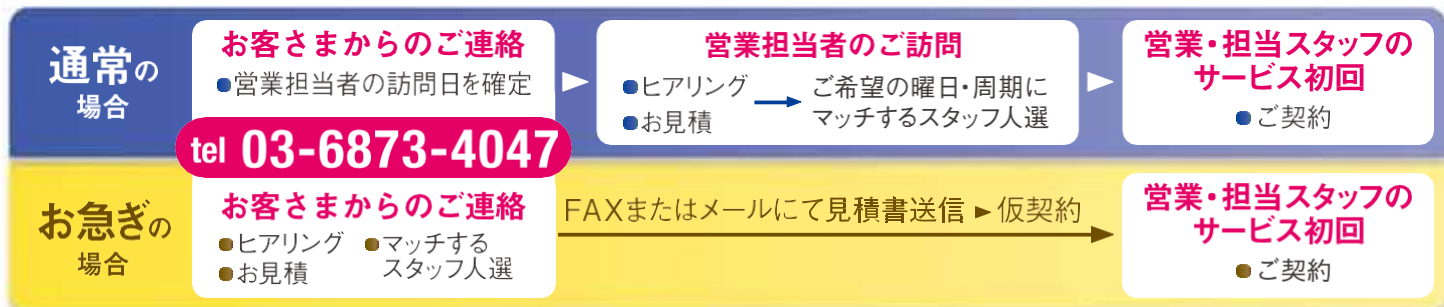 通常の
場合
お客さまからのご連絡
●営業担当者の訪問日を確定
▶
営業担当者のご訪問
●ヒアリング
●お見積
→
ご希望の曜日・周期に
マッチするスタッフ人選
▶
営業・担当スタッフの
サービス初回
●ご契約
tel 03-6873-4047
お急ぎの
場合
お客さまからのご連絡
●ヒアリング ●マッチする
●お見積 スタッフ人選
FAXまたはメールにて見積書送信 ▶ 仮契約
営業・担当スタッフの
サービス初回
●ご契約